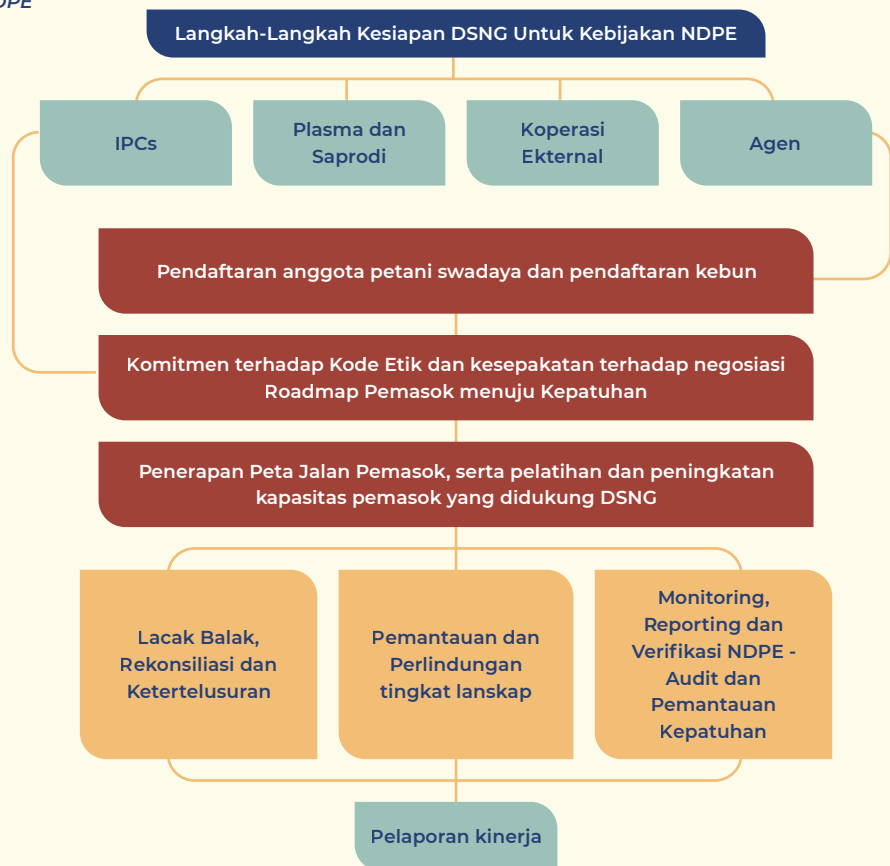 Langkah-Langkah Kesiapan DSNG Untuk Kebijakan NDPE
IPCs
Plasma dan
Saprodi
Koperasi
Ekternal
Agen
Pendaftaran anggota petani swadaya dan pendaftaran kebun
Komitmen terhadap Kode Etik dan kesepakatan terhadap negosiasi
Roadmap Pemasok menuju Kepatuhan
Penerapan Peta Jalan Pemasok, serta pelatihan dan peningkatan
kapasitas pemasok yang didukung DSNG
Lacak Balak,
Rekonsiliasi dan
Ketertelusuran
Pemantauan dan
Perlindungan
tingkat lanskap
Monitoring,
Reporting dan
Verifikasi NDPE -
Audit dan
Pemantauan
Kepatuhan
Pelaporan kinerja